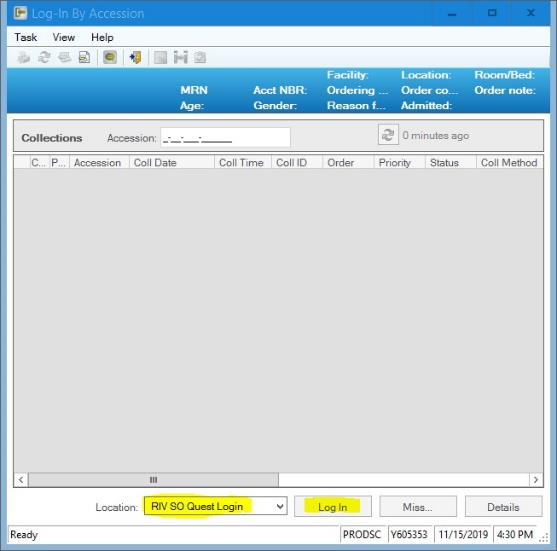 Log-In By Accession
Task View Help
Facility: Location: Room/Bed:
MRN Acct NBR: Ordering ... Order co... Order note:
Age: Gender: Reason f... Admitted:
Collections Accession: _-__-___-______ 0 minutes ago
C... P... Accession Coll Date Coll Time Coll ID Order Priority Status Coll Method
Location: RIV SO Quest Login Log In Miss... Details
Ready PRODSC Y605353 11/15/2019 4:30 PM